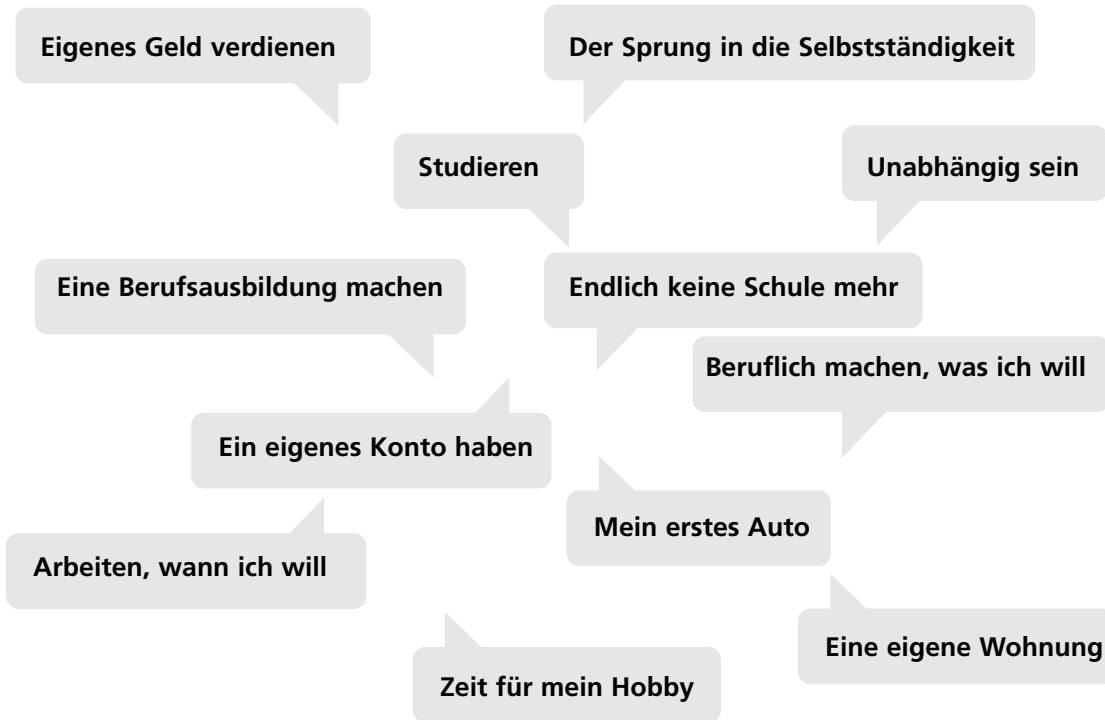 Eigenes Geld verdienen
Der Sprung in die Selbstständigkeit
Studieren
Unabhängig sein
Eine Berufsausbildung machen
Endlich keine Schule mehr
Beruflich machen, was ich will
Ein eigenes Konto haben
Mein erstes Auto
Arbeiten, wann ich will
Eine eigene Wohnung
Zeit für mein Hobby